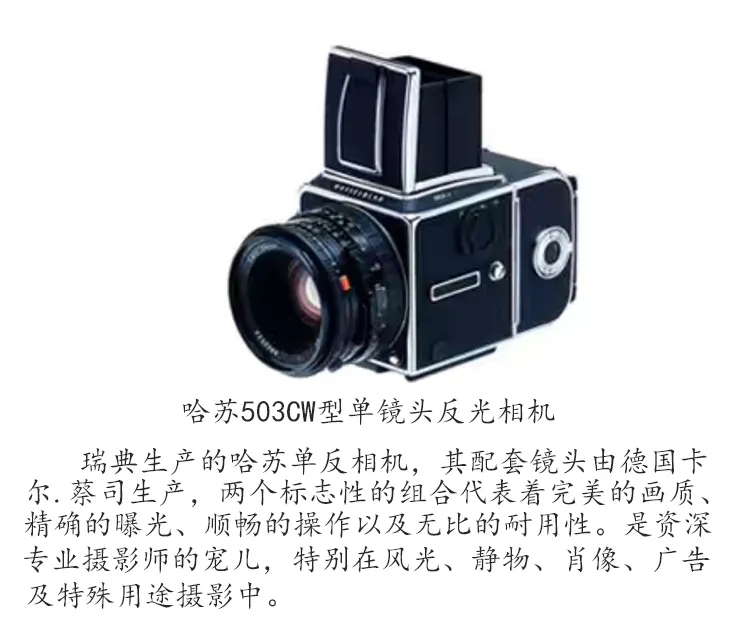 HASSELBLAD
哈苏503CW型单镜头反光相机
瑞典生产的哈苏单反相机，其配套镜头由德国卡
尔.蔡司生产，两个标志性的组合代表着完美的画质、
精确的曝光、顺畅的操作以及无比的耐用性。是资深
专业摄影师的宠儿，特别在风光、静物、肖像、广告
及特殊用途摄影中。